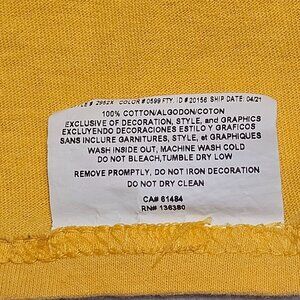 # 2952X COLOR # 0599 FTY. ID # 20156 SHIP DATE: 04/21
100% COTTON/ALGODON/COTON
EXCLUSIVE OF DECORATION, STYLE, and GRAPHICS
EXCLUYENDO DECORACIONES ESTILO Y GRAFICOS
SANS INCLURE GARNITURES, STYLE, et GRAPHIQUES
WASH INSIDE OUT, MACHINE WASH COLD
DO NOT BLEACH,TUMBLE DRY LOW
REMOVE PROMPTLY, DO NOT IRON DECORATION
DO NOT DRY CLEAN
CA# 61484
RN# 136380